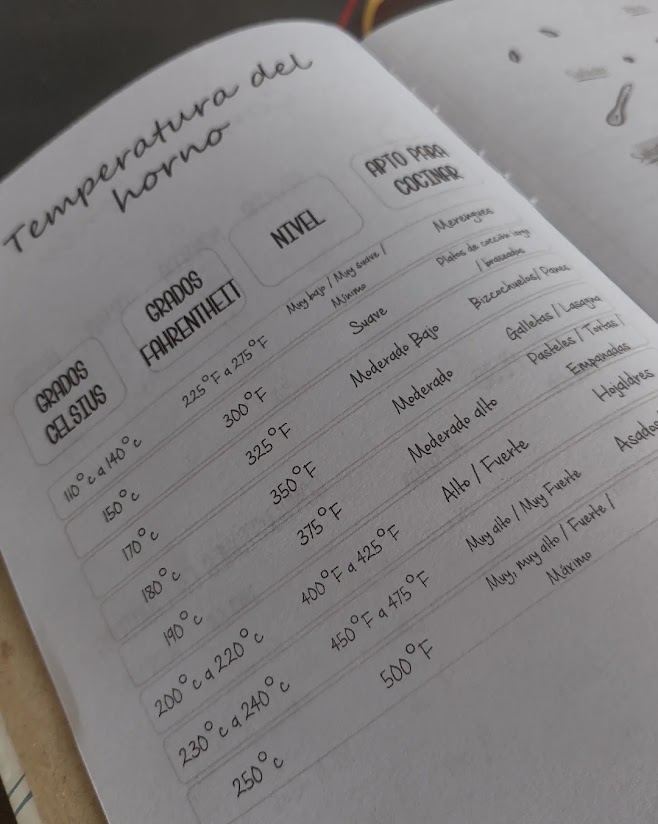 Temperatura del
horno
GRADOS
CELSIUS
GRADOS
FAHRENTHEIT
NIVEL
APTO PARA
COCINAR
110°c a 140°c
225°F a 275°F
Muy bajo / Muy suave /
Mínimo
Merengues
150°c
300°F
Suave
Platos de cocción larga
/ braseados
170°c
325°F
Moderado Bajo
Bizcochuelos/ Panes
180°c
350°F
Moderado
Galletas / Lasagna
190°c
375°F
Moderado alto
Pasteles / Tortas /
Empanadas
200°c a 220°c
400°F a 425°F
Alto / Fuerte
Hojaldres
230°c a 240°c
450°F a 475°F
Muy alto / Muy Fuerte
Asados
250°c
500°F
Muy, muy alto / Fuerte /
Máximo